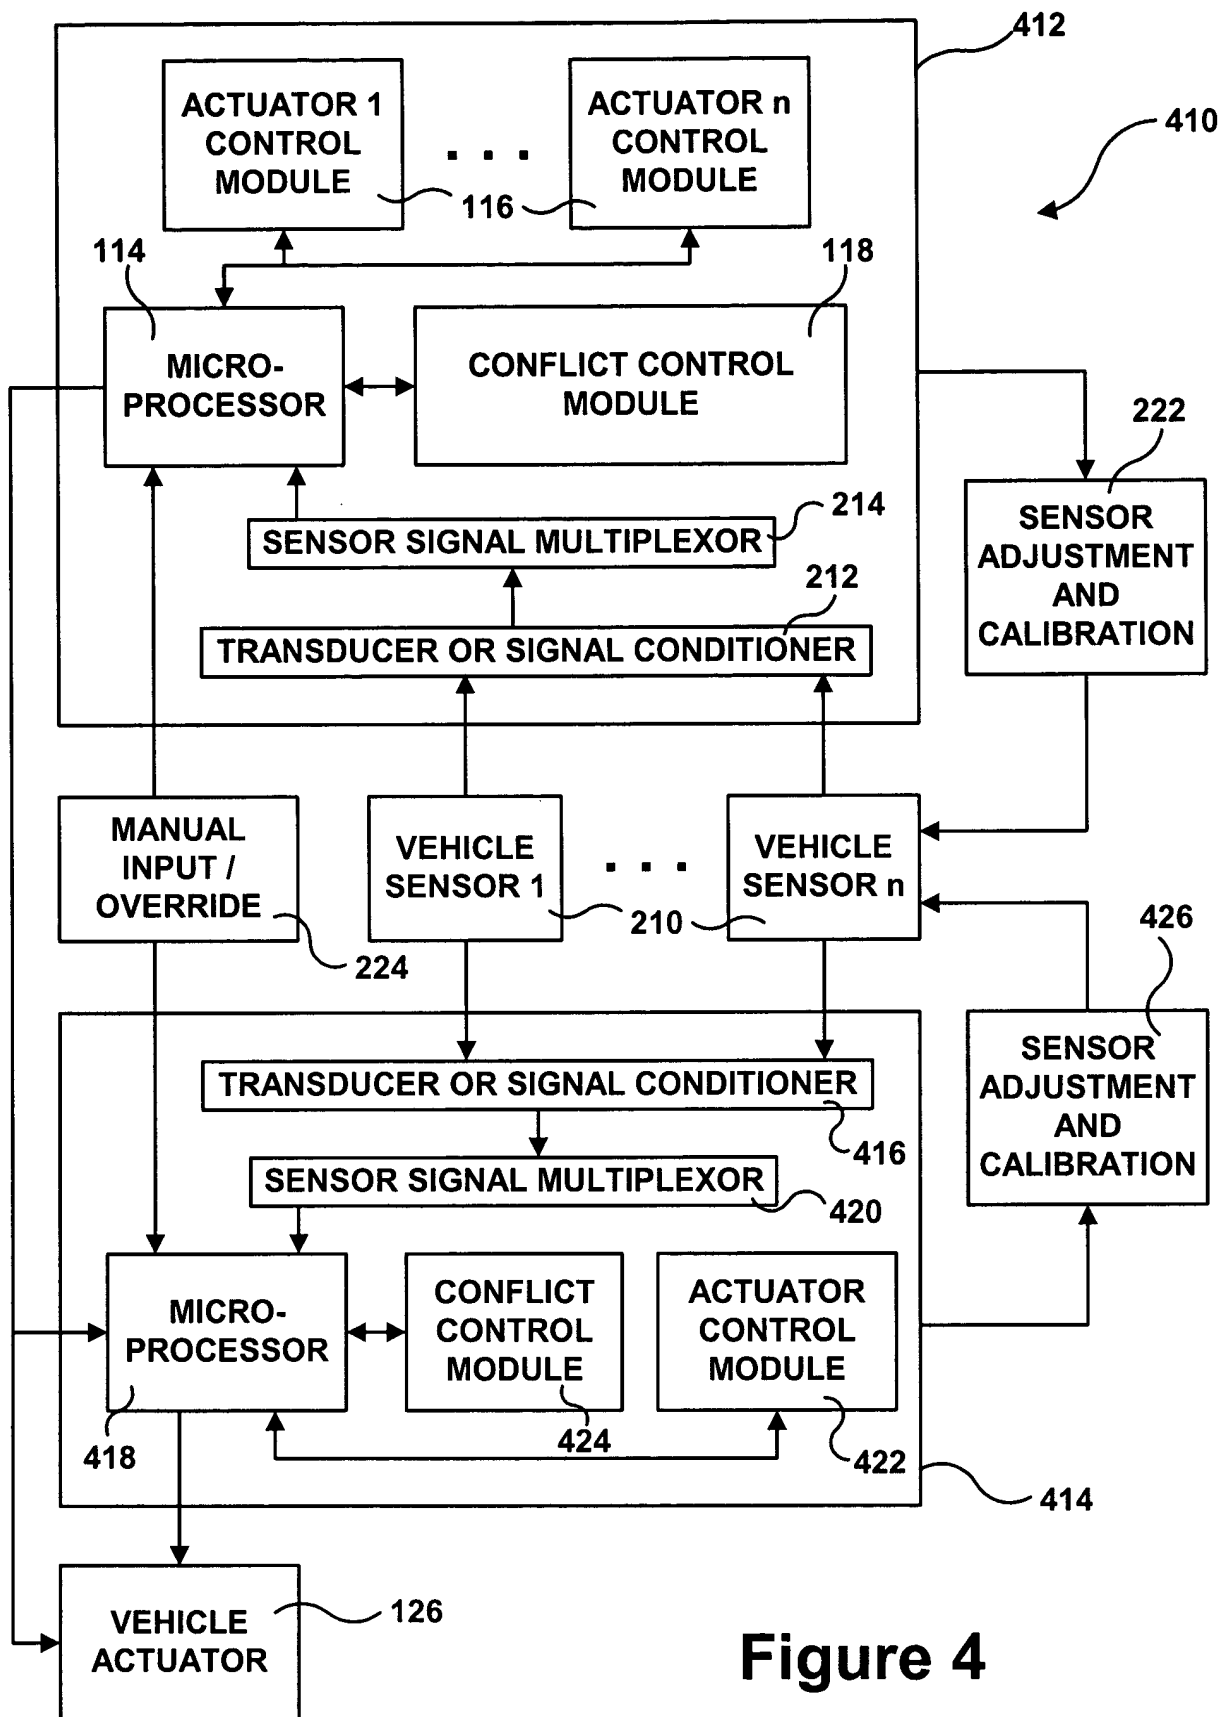 412
410
ACTUATOR 1
CONTROL
MODULE
. . .
ACTUATOR n
CONTROL
MODULE
116
114
118
MICRO-
PROCESSOR
CONFLICT CONTROL
MODULE
222
SENSOR
ADJUSTMENT
AND
CALIBRATION
214
SENSOR SIGNAL MULTIPLEXOR
212
TRANSDUCER OR SIGNAL CONDITIONER
MANUAL
INPUT /
OVERRIDE
224
VEHICLE
SENSOR 1
. . .
VEHICLE
SENSOR n
210
426
SENSOR
ADJUSTMENT
AND
CALIBRATION
TRANSDUCER OR SIGNAL CONDITIONER
416
SENSOR SIGNAL MULTIPLEXOR
420
MICRO-
PROCESSOR
418
CONFLICT
CONTROL
MODULE
424
ACTUATOR
CONTROL
MODULE
422
414
VEHICLE
ACTUATOR
126
Figure 4